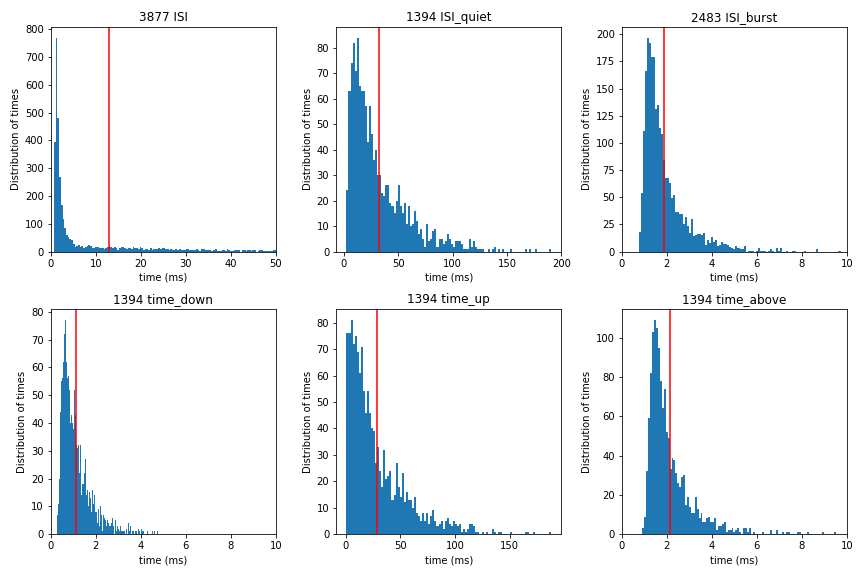 3877 ISI
800
700
600
500
400
300
200
100
0
Distribution of times
0 10 20 30 40 50
time (ms)
1394 ISI_quiet
80
70
60
50
40
30
20
10
0
Distribution of times
0 50 100 150 200
time (ms)
2483 ISI_burst
200
175
150
125
100
75
50
25
0
Distribution of times
0 2 4 6 8 10
time (ms)
1394 time_down
80
70
60
50
40
30
20
10
0
Distribution of times
0 2 4 6 8 10
time (ms)
1394 time_up
80
70
60
50
40
30
20
10
0
Distribution of times
0 50 100 150
time (ms)
1394 time_above
100
80
60
40
20
0
Distribution of times
0 2 4 6 8 10
time (ms)